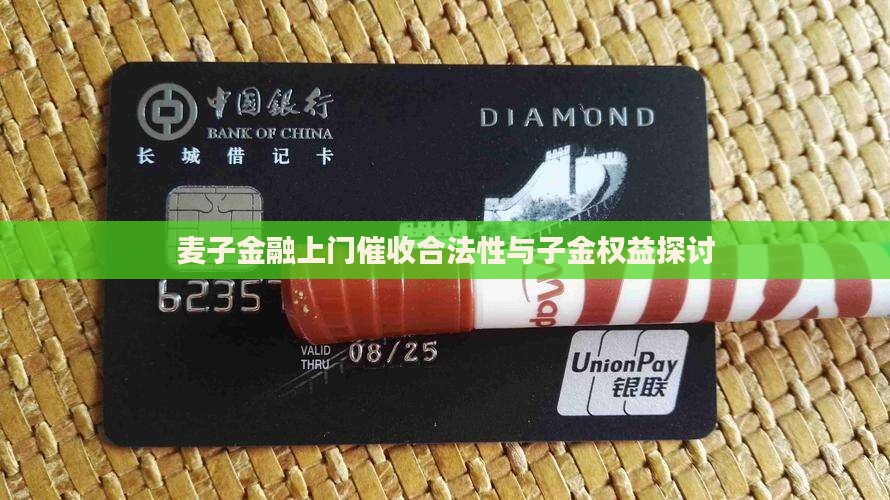 中国银行
BANK OF CHINA
DIAMOND
长城借记卡
麦子金融上门催收合法性与子金权益探讨
6235
VALID
THRU
08/25
UnionPay
银联